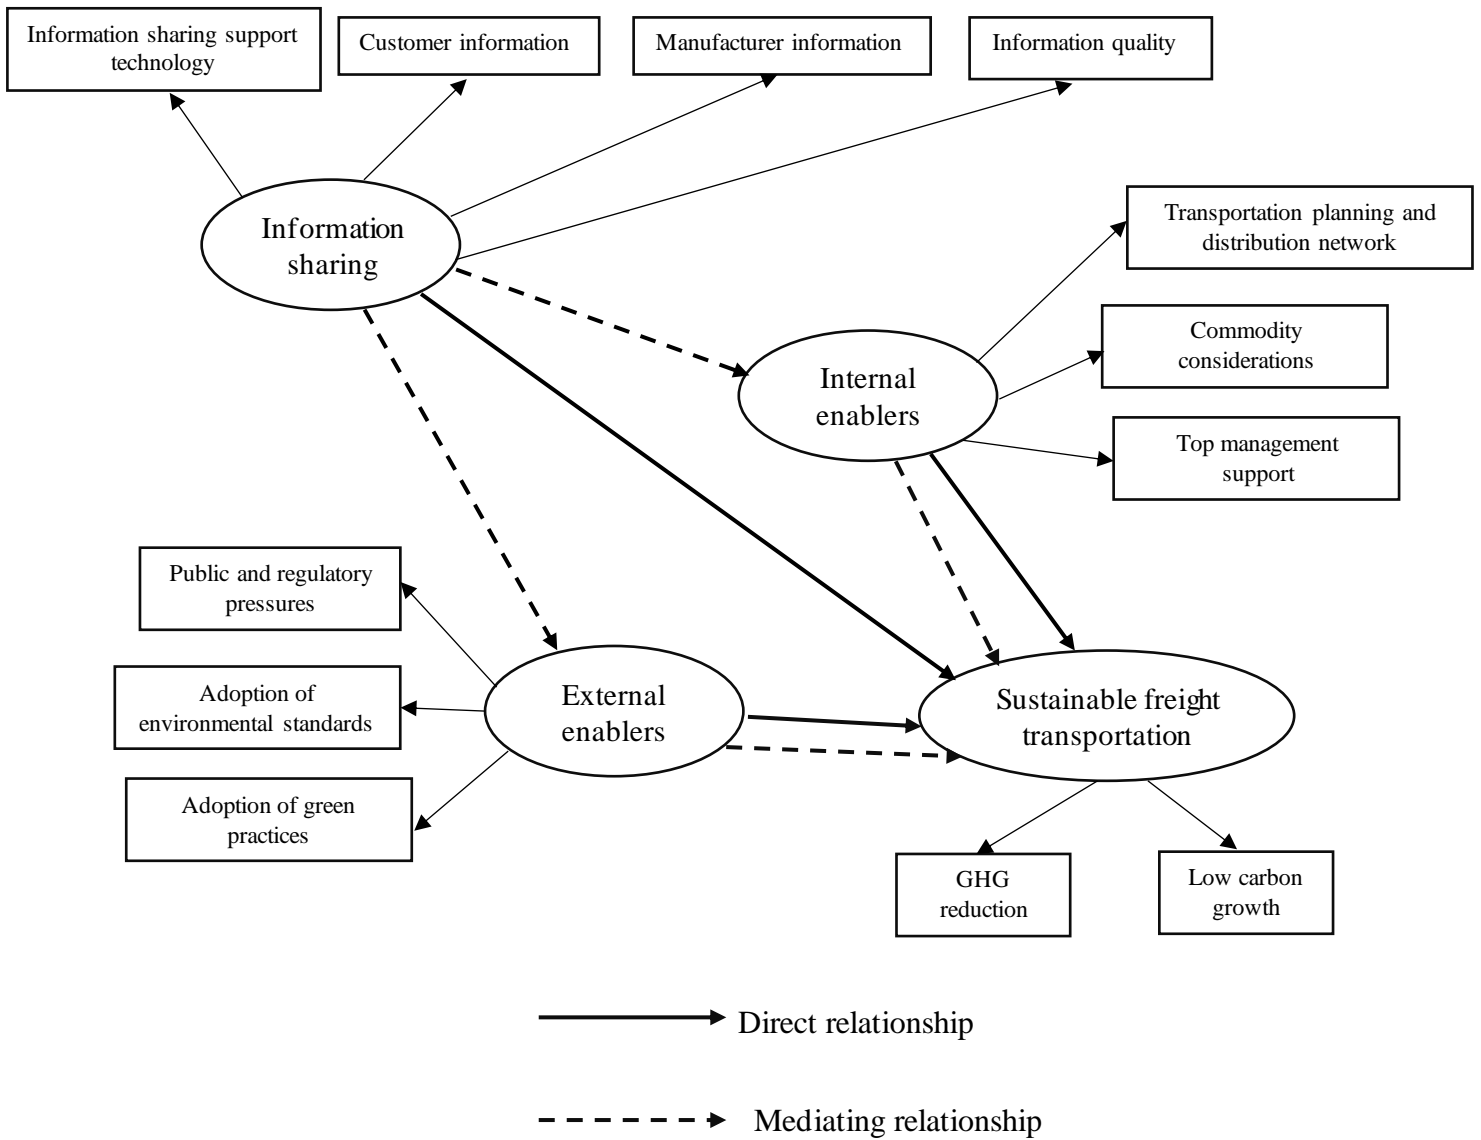 Information sharing support
technology
Customer information
Manufacturer information
Information quality
Information
sharing
Transportation planning and
distribution network
Commodity
considerations
Internal
enablers
Top management
support
Public and regulatory
pressures
Adoption of
environmental standards
Adoption of green
practices
External
enablers
Sustainable freight
transportation
GHG
reduction
Low carbon
growth
Direct relationship
Mediating relationship